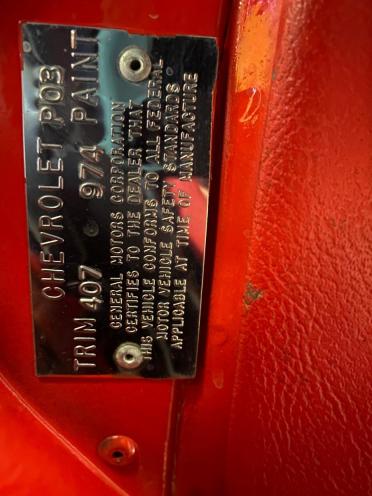 CHEVROLET P03
TRIM 407 974 PAINT
GENERAL MOTORS CORPORATION
CERTIFIES TO THE DEALER THAT
THIS VEHICLE CONFORMS TO ALL FEDERAL
MOTOR VEHICLE SAFETY STANDARDS
APPLICABLE AT TIME OF MANUFACTURE